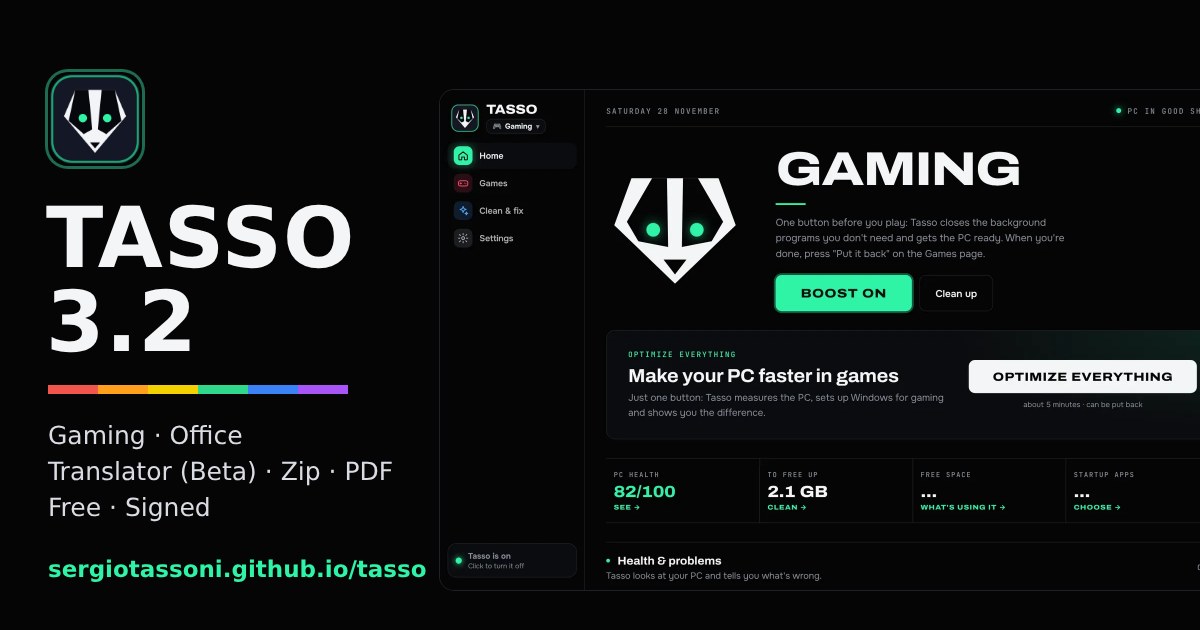 TASSO
3.2
Gaming · Office
Translator (Beta) · Zip · PDF
Free · Signed
sergiotassoni.github.io/tasso
TASSO
Gaming
Home
Games
Clean & fix
Settings
Tasso is on
Click to turn it off
SATURDAY 28 NOVEMBER
PC IN GOOD SH
GAMING
One button before you play: Tasso closes the background
programs you don't need and gets the PC ready. When you're
done, press "Put it back" on the Games page.
BOOST ON
Clean up
OPTIMIZE EVERYTHING
Make your PC faster in games
Just one button: Tasso measures the PC, sets up Windows for gaming
and shows you the difference.
OPTIMIZE EVERYTHING
about 5 minutes · can be put back
PC HEALTH
82/100
SEE →
TO FREE UP
2.1 GB
CLEAN →
FREE SPACE
...
WHAT'S USING IT →
STARTUP APPS
...
CHOOSE →
Health & problems
Tasso looks at your PC and tells you what's wrong.